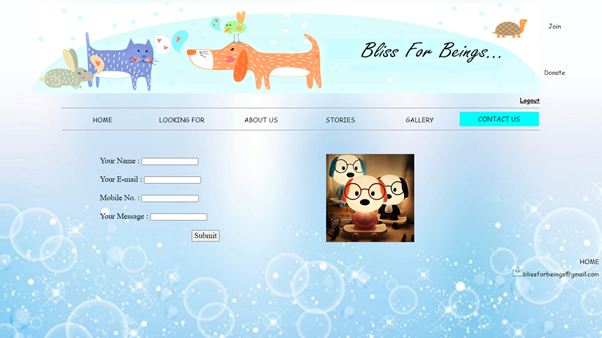 Bliss For Beings...
Join
Donate
Logout
HOME LOOKING FOR ABOUT US STORIES GALLERY CONTACT US
Your Name :
Your E-mail :
Mobile No. :
Your Message :
Submit
HOME
blissforbeings@gmail.com